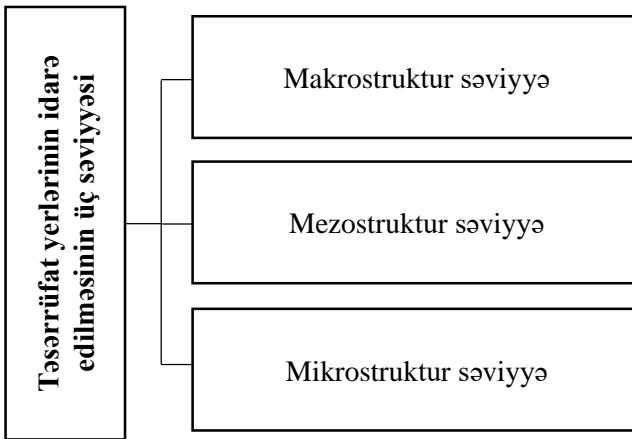 Təsərrüfat yerlərinin idarə
edilməsinin üç səviyyəsi
Makrostruktur səviyyə
Mezostruktur səviyyə
Mikrostruktur səviyyə